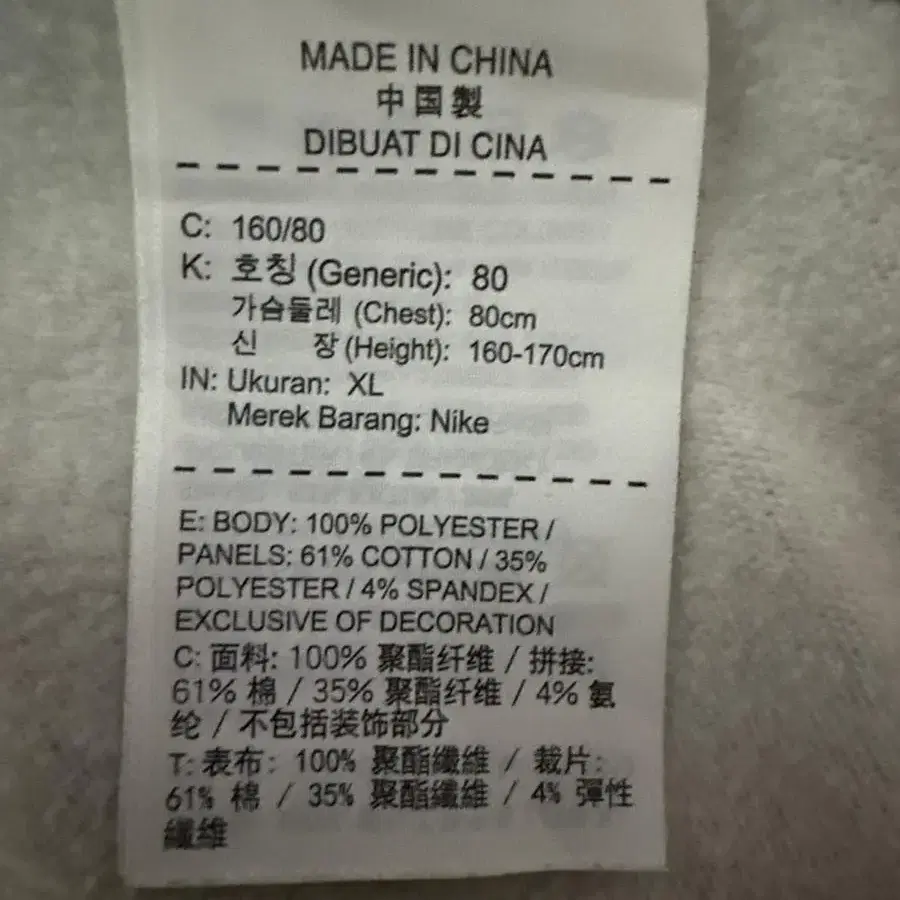 MADE IN CHINA
中国製
DIBUAT DI CINA
C: 160/80
K: 호칭 (Generic): 80
가슴둘레 (Chest): 80cm
신 장 (Height): 160-170cm
IN: Ukuran: XL
Merek Barang: Nike
E: BODY: 100% POLYESTER /
PANELS: 61% COTTON / 35%
POLYESTER / 4% SPANDEX /
EXCLUSIVE OF DECORATION
C: 面料: 100% 聚酯纤维 / 拼接:
61% 棉 / 35% 聚酯纤维 / 4% 氨
纶 / 不包括装饰部分
T: 表布: 100% 聚酯纖維 / 裁片:
61% 棉 / 35% 聚酯纖維 / 4% 彈性
纖維